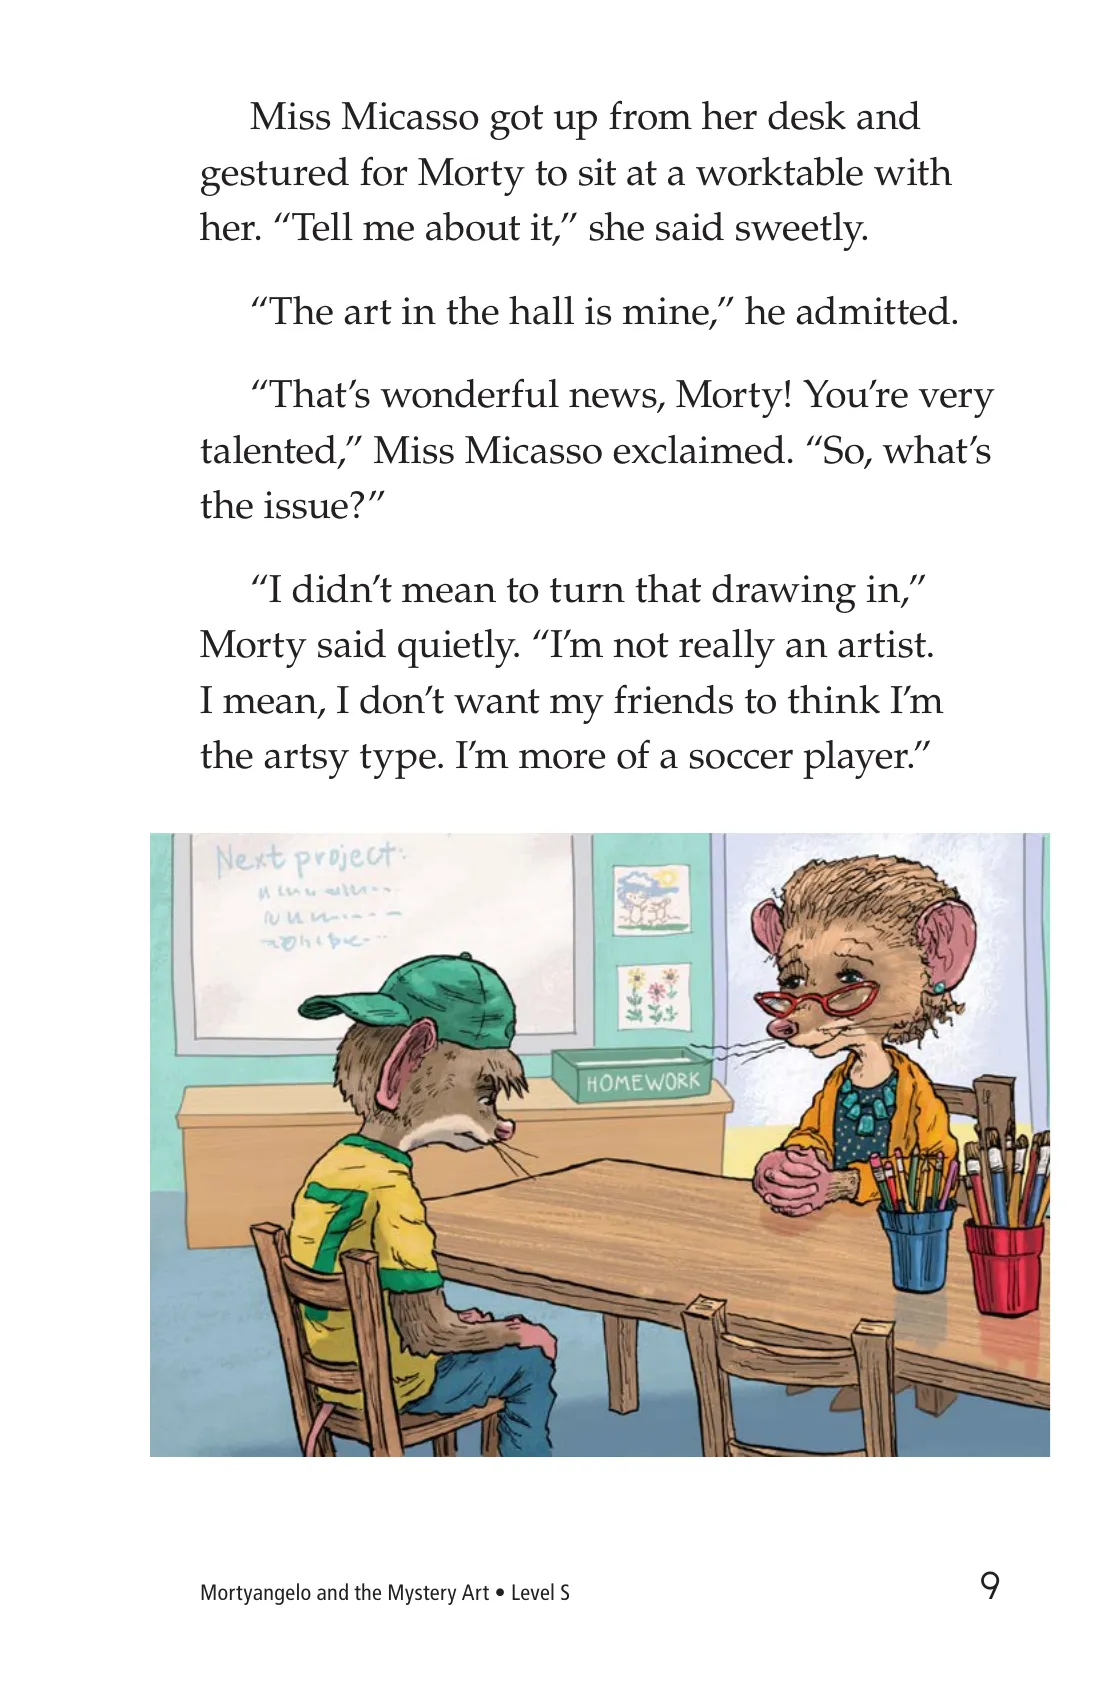 Miss Micasso got up from her desk and
gestured for Morty to sit at a worktable with
her. “Tell me about it,” she said sweetly.
“The art in the hall is mine,” he admitted.
“That’s wonderful news, Morty! You’re very
talented,” Miss Micasso exclaimed. “So, what’s
the issue?”
“I didn’t mean to turn that drawing in,”
Morty said quietly. “I’m not really an artist.
I mean, I don’t want my friends to think I’m
the artsy type. I’m more of a soccer player.”
Next project:
HOMEWORK
7
Mortyangelo and the Mystery Art • Level S
9